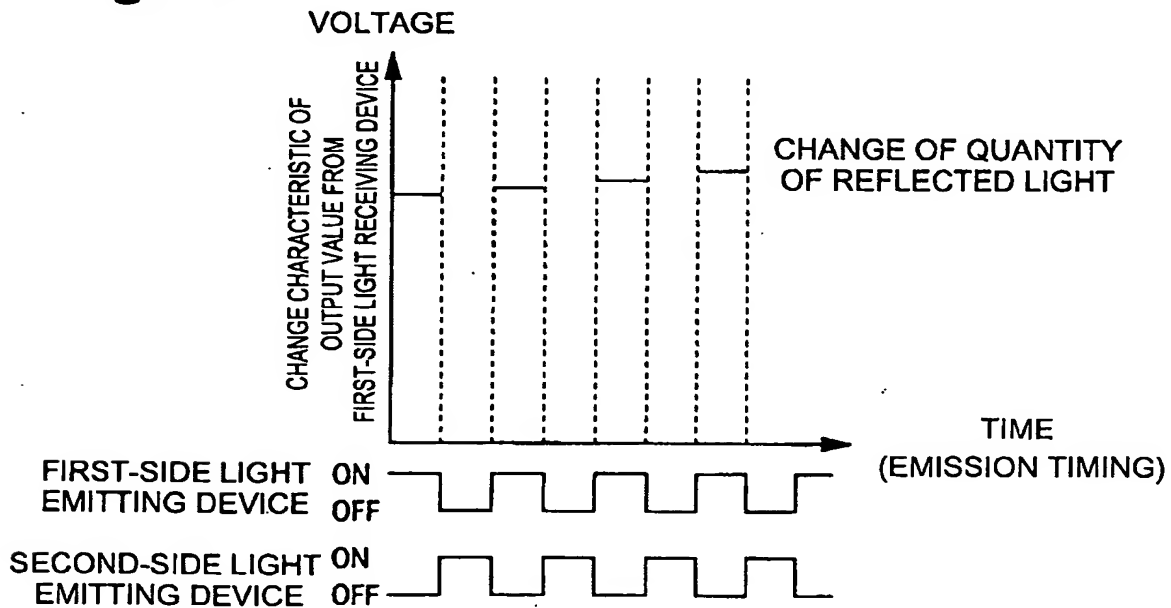 VOLTAGE
CHANGE CHARACTERISTIC OF
OUTPUT VALUE FROM
FIRST-SIDE LIGHT RECEIVING DEVICE
CHANGE OF QUANTITY
OF REFLECTED LIGHT
TIME
(EMISSION TIMING)
FIRST-SIDE LIGHT ON
EMITTING DEVICE OFF
SECOND-SIDE LIGHT ON
EMITTING DEVICE OFF